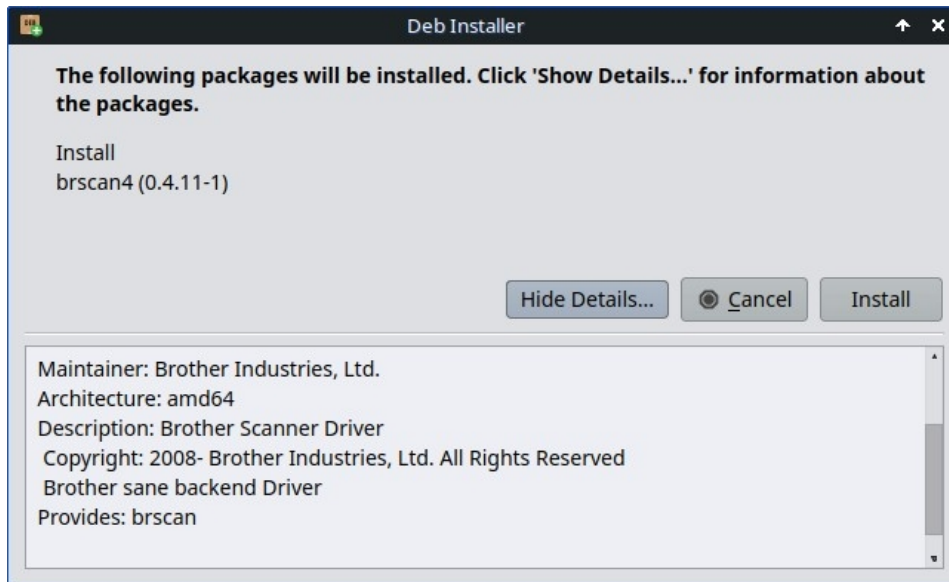 Deb Installer
The following packages will be installed. Click 'Show Details...' for information about
the packages.
Install
brscan4 (0.4.11-1)
Hide Details...
Cancel
Install
Maintainer: Brother Industries, Ltd.
Architecture: amd64
Description: Brother Scanner Driver
Copyright: 2008- Brother Industries, Ltd. All Rights Reserved
Brother sane backend Driver
Provides: brscan